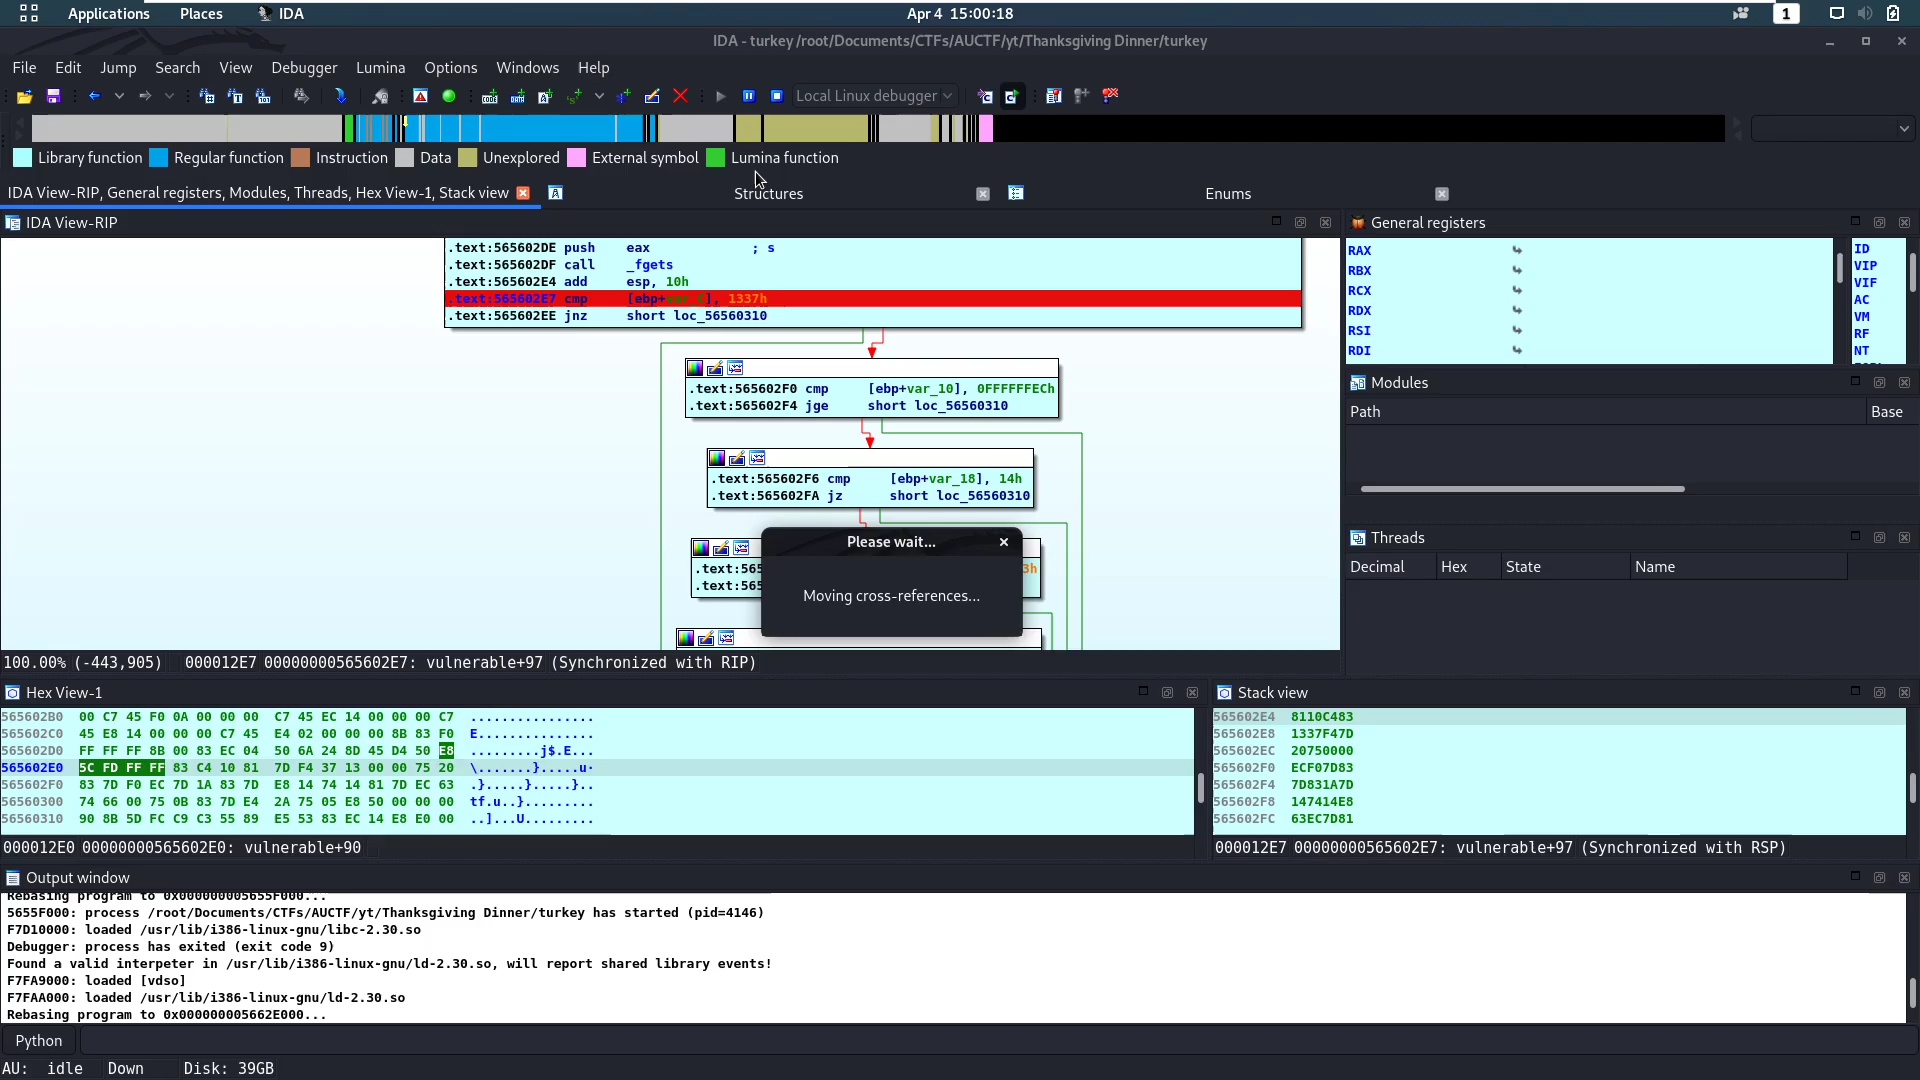 Applications Places IDA Apr 4 15:00:18 1
IDA - turkey /root/Documents/CTFs/AUCTF/yt/Thanksgiving Dinner/turkey
File Edit Jump Search View Debugger Lumina Options Windows Help
Local Linux debugger
Library function Regular function Instruction Data Unexplored External symbol Lumina function
IDA View-RIP, General registers, Modules, Threads, Hex View-1, Stack view Structures Enums
IDA View-RIP
.text:565602DE push eax ; s
.text:565602DF call _fgets
.text:565602E4 add esp, 10h
.text:565602E7 cmp [ebp+var_C], 1337h
.text:565602EE jnz short loc_56560310
.text:565602F0 cmp [ebp+var_10], 0FFFFFFECh
.text:565602F4 jge short loc_56560310
.text:565602F6 cmp [ebp+var_18], 14h
.text:565602FA jz short loc_56560310
.text:565
.text:565
3h
Please wait...
Moving cross-references...
100.00% (-443,905) 000012E7 00000000565602E7: vulnerable+97 (Synchronized with RIP)
General registers
RAX
RBX
RCX
RDX
RSI
RDI
ID
VIP
VIF
AC
VM
RF
NT
Modules
Path Base
Threads
Decimal Hex State Name
Hex View-1
565602B0 00 C7 45 F0 0A 00 00 00 C7 45 EC 14 00 00 00 C7 ................
565602C0 45 E8 14 00 00 00 C7 45 E4 02 00 00 00 8B 83 F0 E...............
565602D0 FF FF FF 8B 00 83 EC 04 50 6A 24 8D 45 D4 50 E8 .........j$.E...
565602E0 5C FD FF FF 83 C4 10 81 7D F4 37 13 00 00 75 20 \.......}.....u·
565602F0 83 7D F0 EC 7D 1A 83 7D E8 14 74 14 81 7D EC 63 .}.....}.....}..
56560300 74 66 00 75 0B 83 7D E4 2A 75 05 E8 50 00 00 00 tf.u..}.........
56560310 90 8B 5D FC C9 C3 55 89 E5 53 83 EC 14 E8 E0 00 ..]...U.........
000012E0 00000000565602E0: vulnerable+90
Stack view
565602E4 8110C483
565602E8 1337F47D
565602EC 20750000
565602F0 ECF07D83
565602F4 7D831A7D
565602F8 147414E8
565602FC 63EC7D81
000012E7 00000000565602E7: vulnerable+97 (Synchronized with RSP)
Output window
Rebasing program to 0x000000005655F000...
5655F000: process /root/Documents/CTFs/AUCTF/yt/Thanksgiving Dinner/turkey has started (pid=4146)
F7D10000: loaded /usr/lib/i386-linux-gnu/libc-2.30.so
Debugger: process has exited (exit code 9)
Found a valid interpeter in /usr/lib/i386-linux-gnu/ld-2.30.so, will report shared library events!
F7FA9000: loaded [vdso]
F7FAA000: loaded /usr/lib/i386-linux-gnu/ld-2.30.so
Rebasing program to 0x000000005662E000...
Python
AU: idle Down Disk: 39GB